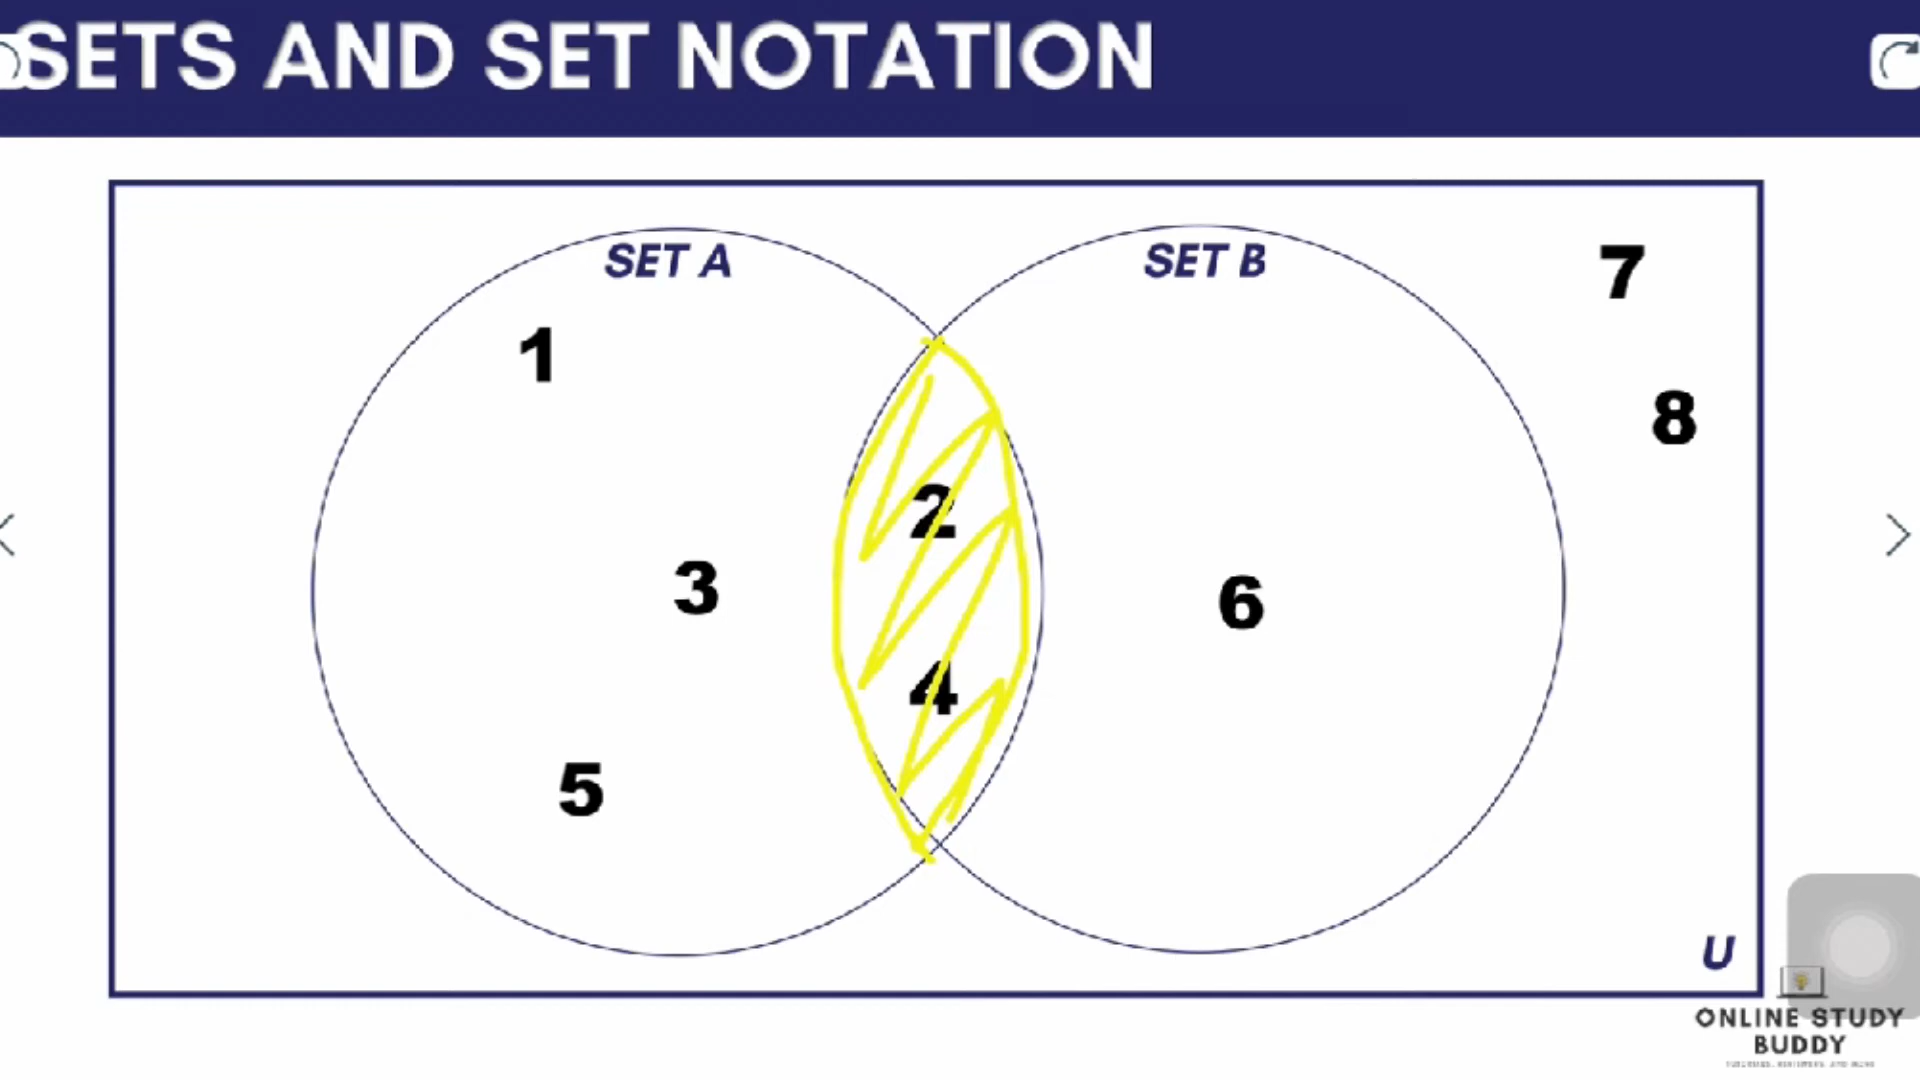 SETS AND SET NOTATION
SET A
SET B
7
1
8
2
3
6
4
5
U
ONLINE STUDY
BUDDY